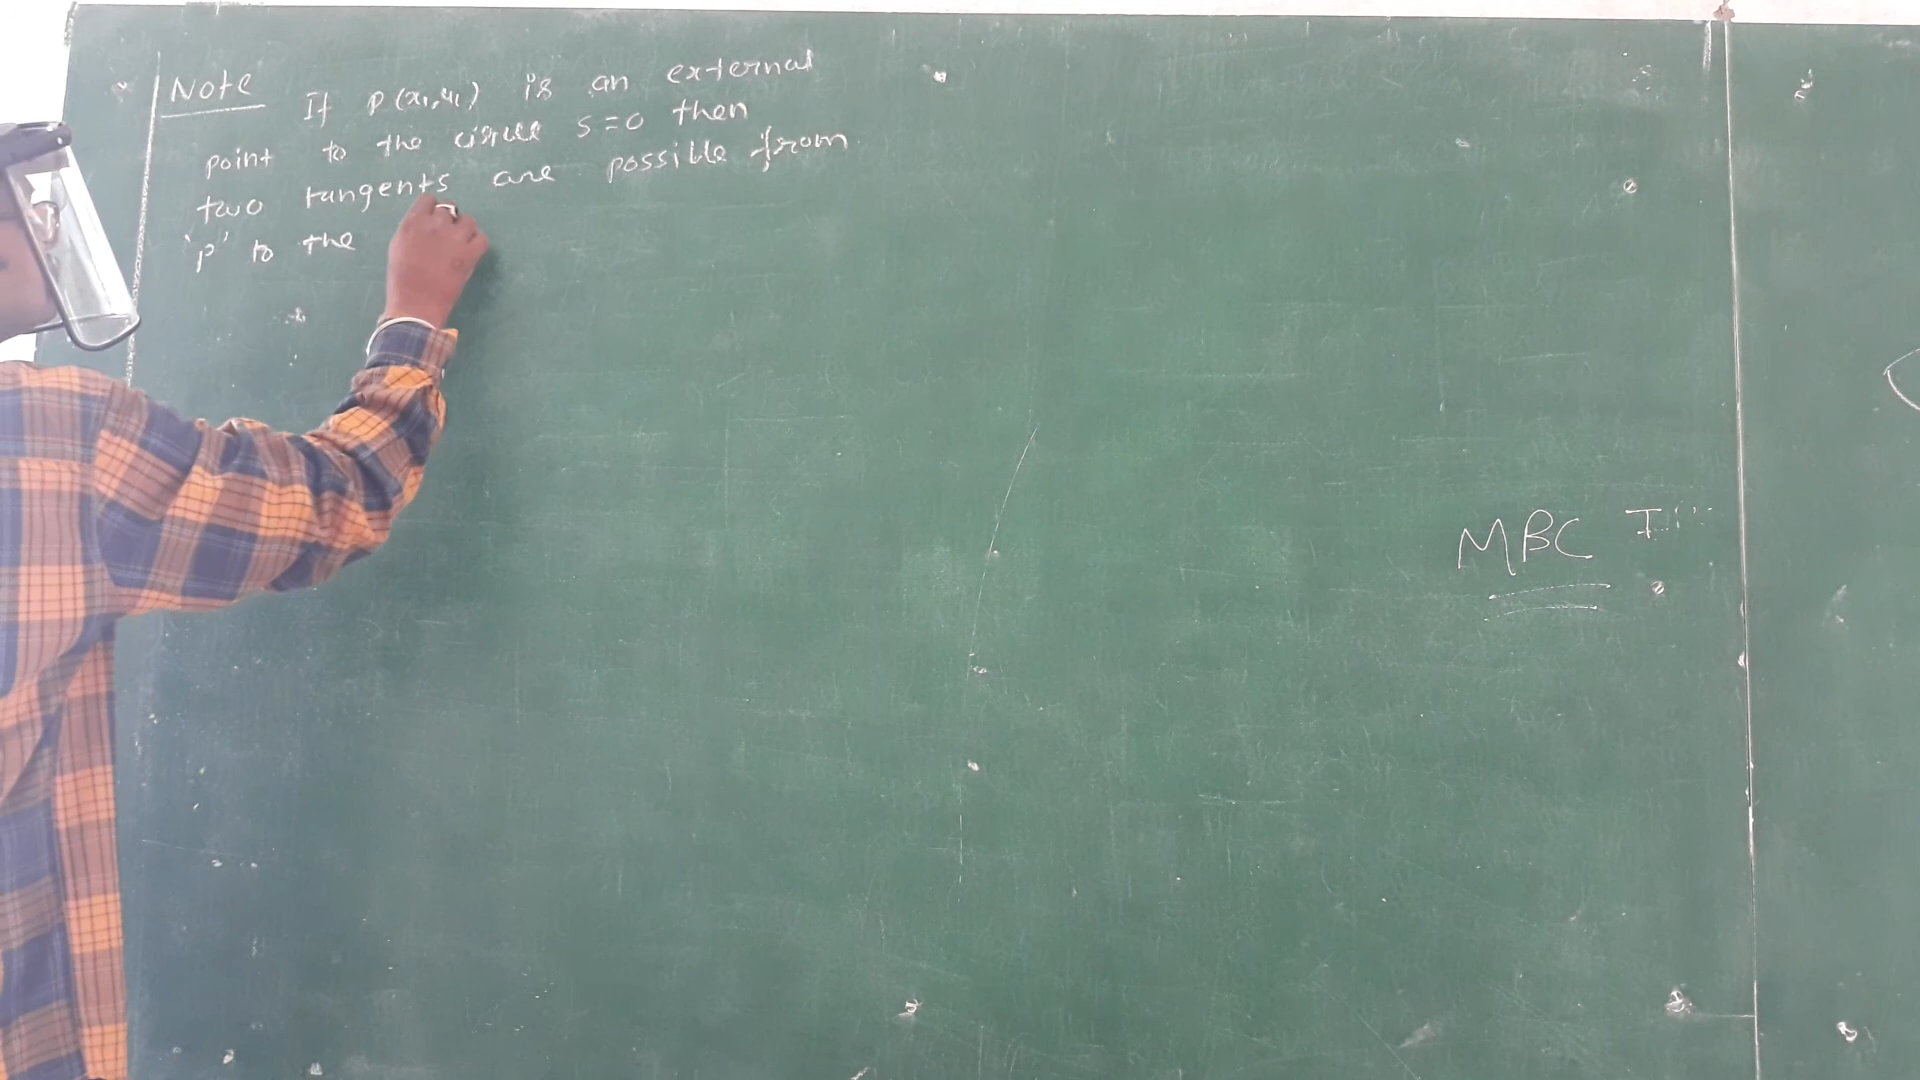 Note If P(x₁,y₁) is an external
point to the circle S=0 then
two tangents are possible from
'P' to the
MBC